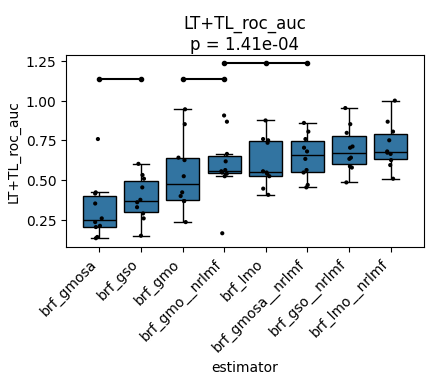 LT+TL_roc_auc
p = 1.41e-04
LT+TL_roc_auc
1.25
1.00
0.75
0.50
0.25
brf_gmosa
brf_gso
brf_gmo
brf_gmo__nrlmf
brf_lmo
brf_gmosa__nrlmf
brf_gso__nrlmf
brf_lmo__nrlmf
estimator